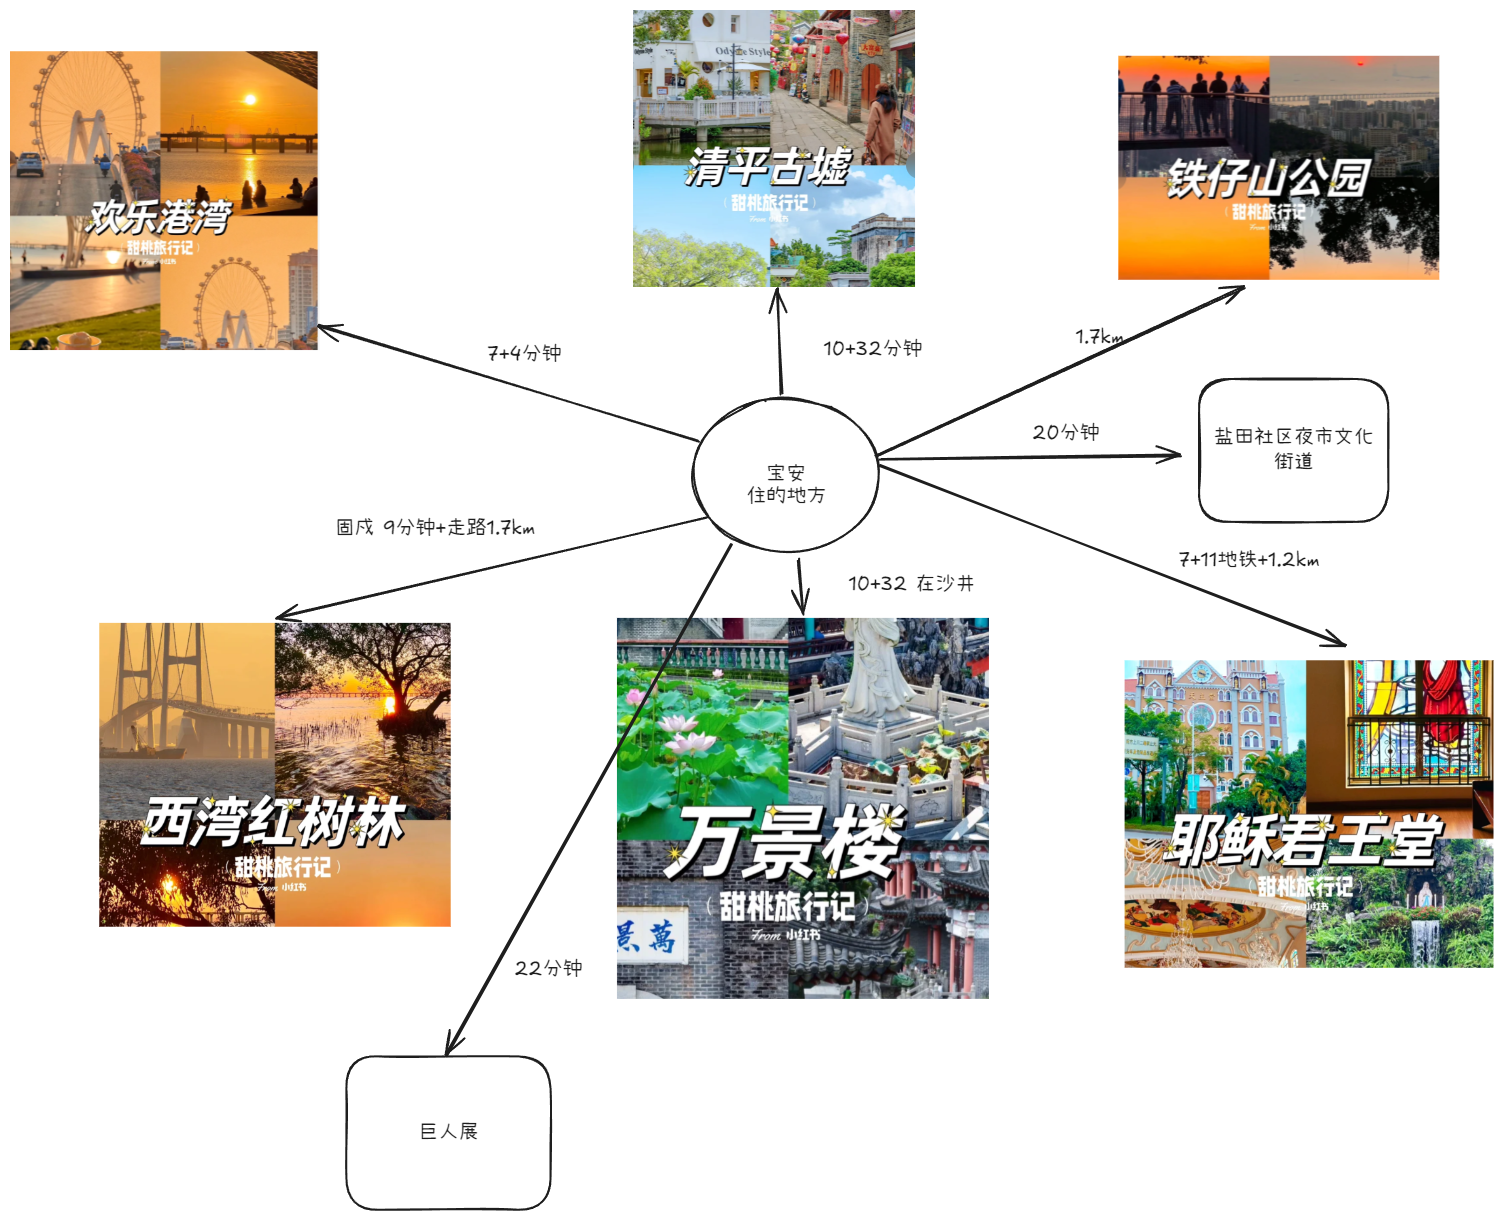 Odyssee Style
清平古墟
甜桃旅行记
From 小红书
铁仔山公园
甜桃旅行记
From 小红书
欢乐港湾
甜桃旅行记
From 小红书
7+4分钟
10+32分钟
1.7km
20分钟
盐田社区夜市文化
街道
宝安
住的地方
固戍 9分钟+走路1.7km
10+32 在沙井
7+11地铁+1.2km
西湾红树林
甜桃旅行记
From 小红书
万景楼
甜桃旅行记
From 小红书
景萬
耶稣君王堂
甜桃旅行记
From 小红书
22分钟
巨人展